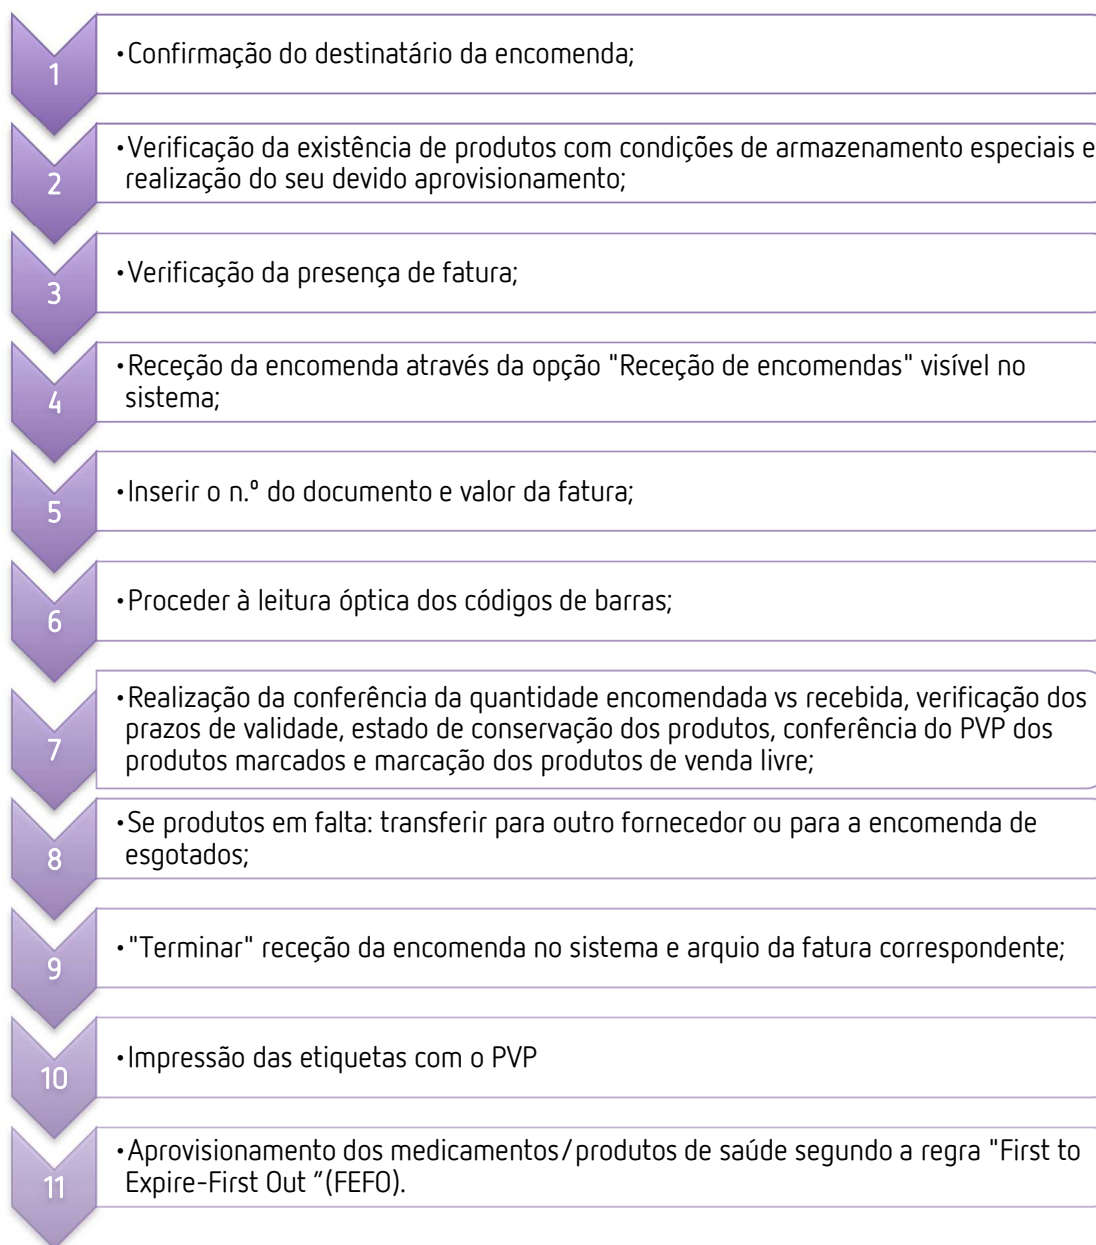 1
•Confirmação do destinatário da encomenda;
2
•Verificação da existência de produtos com condições de armazenamento especiais e
realização do seu devido aprovisionamento;
3
•Verificação da presença de fatura;
4
•Receção da encomenda através da opção "Receção de encomendas" visível no
sistema;
5
•Inserir o n.º do documento e valor da fatura;
6
•Proceder à leitura óptica dos códigos de barras;
7
•Realização da conferência da quantidade encomendada vs recebida, verificação dos
prazos de validade, estado de conservação dos produtos, conferência do PVP dos
produtos marcados e marcação dos produtos de venda livre;
8
•Se produtos em falta: transferir para outro fornecedor ou para a encomenda de
esgotados;
9
•"Terminar" receção da encomenda no sistema e arquio da fatura correspondente;
10
•Impressão das etiquetas com o PVP
11
•Aprovisionamento dos medicamentos/produtos de saúde segundo a regra "First to
Expire-First Out “(FEFO).